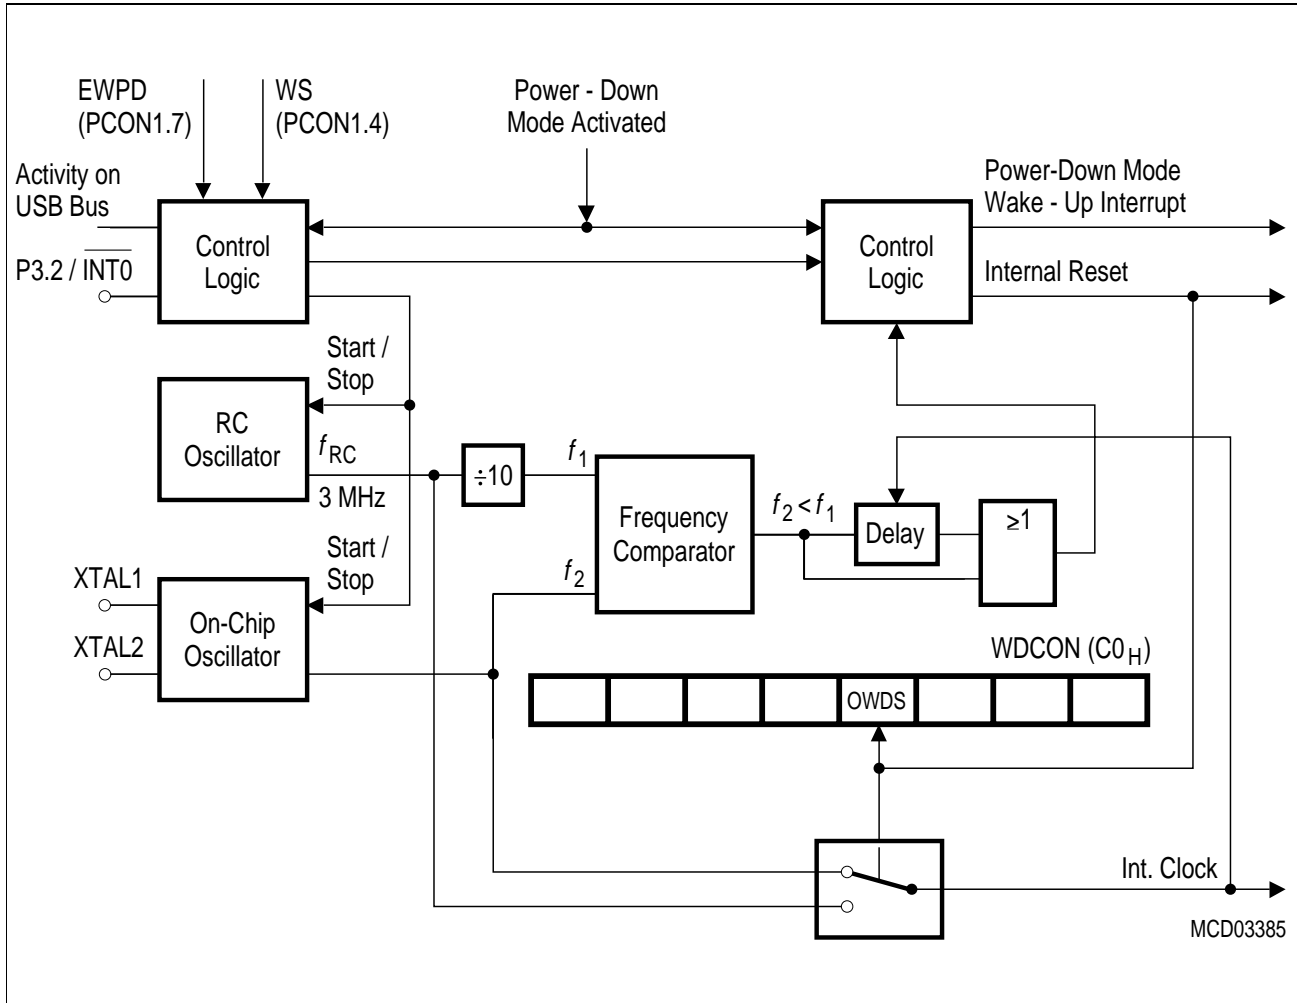 EWPD
(PCON1.7)
WS
(PCON1.4)
Power - Down
Mode Activated
Activity on
USB Bus
P3.2 / INT0
Control
Logic
Control
Logic
Power-Down Mode
Wake - Up Interrupt
Internal Reset
Start /
Stop
RC
Oscillator
fRC
3 MHz
÷10
f1
f2
Frequency
Comparator
f2 < f1
Delay
≥1
Start /
Stop
XTAL1
XTAL2
On-Chip
Oscillator
WDCON (C0H)
OWDS
Int. Clock
MCD03385